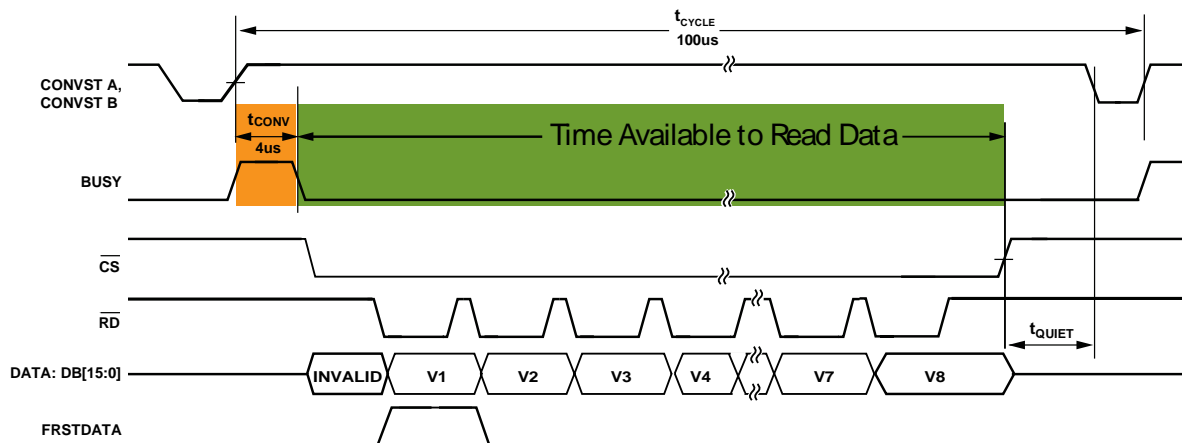 tCYCLE
100us
CONVST A,
CONVST B
tCONV
4us
Time Available to Read Data
BUSY
CS
RD
tQUIET
DATA: DB[15:0]
INVALID V1 V2 V3 V4 V7 V8
FRSTDATA